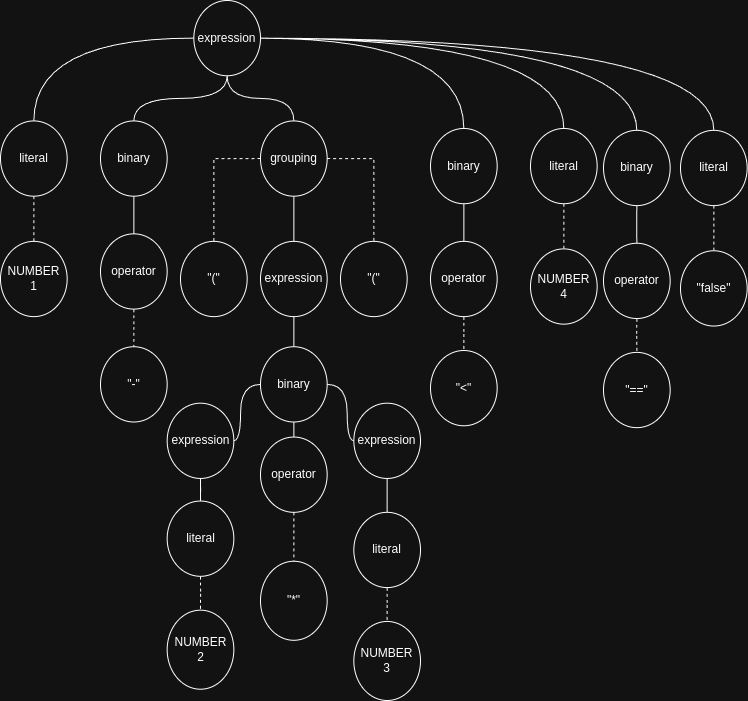 expression
literal
binary
grouping
binary
literal
binary
literal
NUMBER
1
operator
"("
expression
"("
operator
NUMBER
4
operator
"false"
"-"
binary
"<"
"=="
expression
expression
operator
literal
literal
"*"
NUMBER
2
NUMBER
3